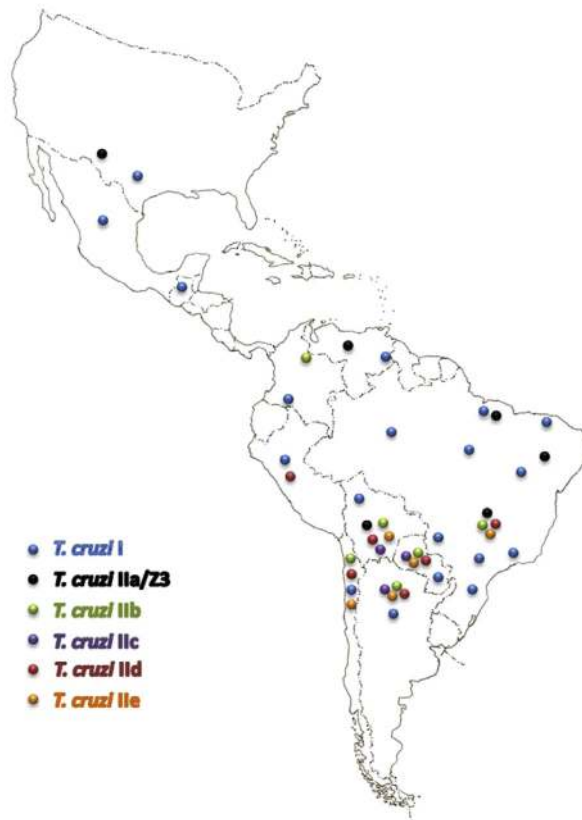 T. cruzi I
T. cruzi IIa/Z3
T. cruzi IIb
T. cruzi IIc
T. cruzi IId
T. cruzi IIe